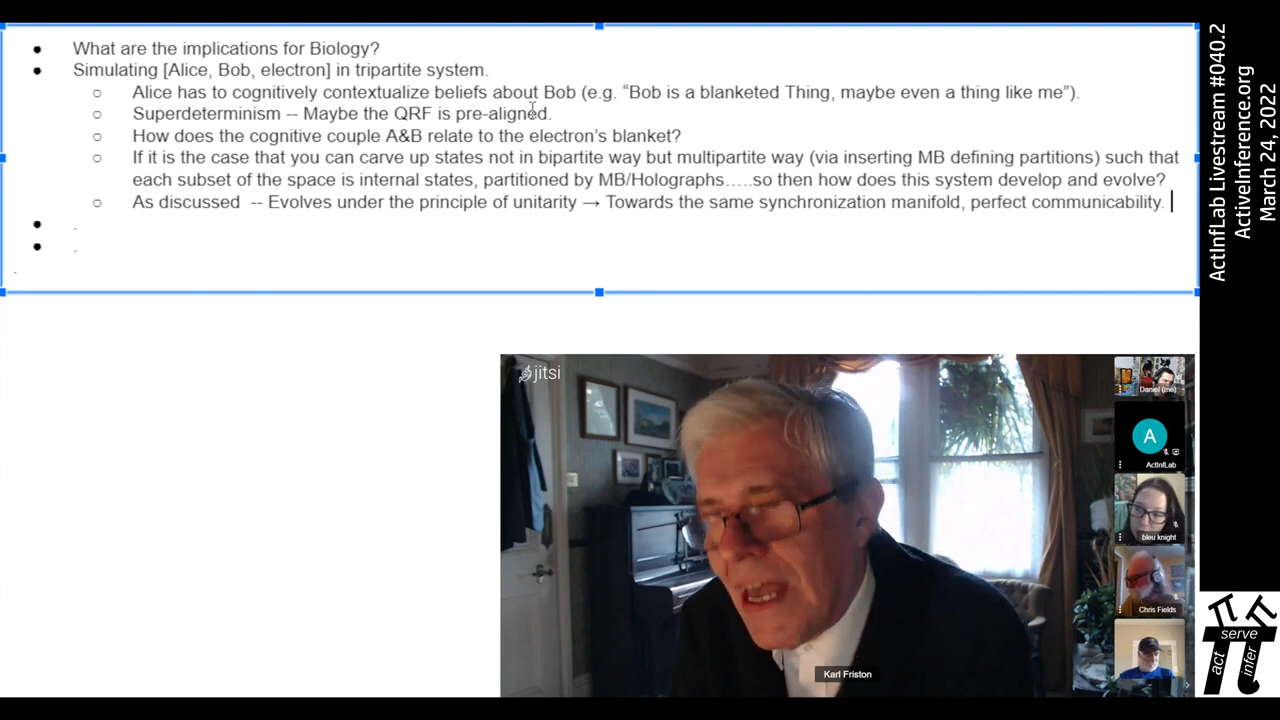 What are the implications for Biology?
Simulating [Alice, Bob, electron] in tripartite system.
Alice has to cognitively contextualize beliefs about Bob (e.g. “Bob is a blanketed Thing, maybe even a thing like me”).
Superdeterminism -- Maybe the QRF is pre-aligned.
How does the cognitive couple A&B relate to the electron’s blanket?
If it is the case that you can carve up states not in bipartite way but multipartite way (via inserting MB defining partitions) such that
each subset of the space is internal states, partitioned by MB/Holographs…..so then how does this system develop and evolve?
As discussed -- Evolves under the principle of unitarity → Towards the same synchronization manifold, perfect communicability.
.
.
.
ActInfLab Livestream #040.2
ActiveInference.org
March 24, 2022
jitsi
Daniel (me)
A
ActInfLab
bleu knight
Chris Fields
Karl Friston
act
serve
infer